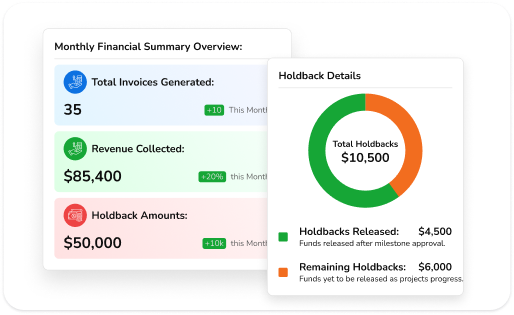 Monthly Financial Summary Overview:
Total Invoices Generated:
35
+10 This Month
Revenue Collected:
$85,400
+20% this Month
Holdback Amounts:
$50,000
+10k this Month
Holdback Details
Total Holdbacks
$10,500
Holdbacks Released: $4,500
Funds released after milestone approval.
Remaining Holdbacks: $6,000
Funds yet to be released as projects progress.